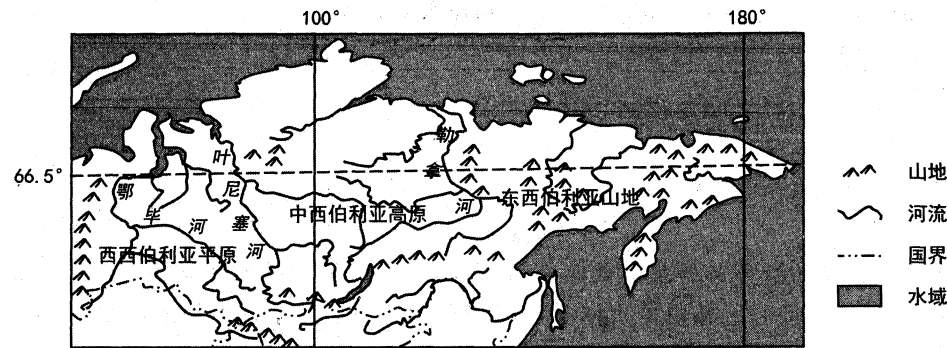 100°
180°
66.5°
叶
尼
塞
河
鄂
毕
河
勒
拿
河
中西伯利亚高原
东西伯利亚山地
西西伯利亚平原
山地
河流
国界
水域